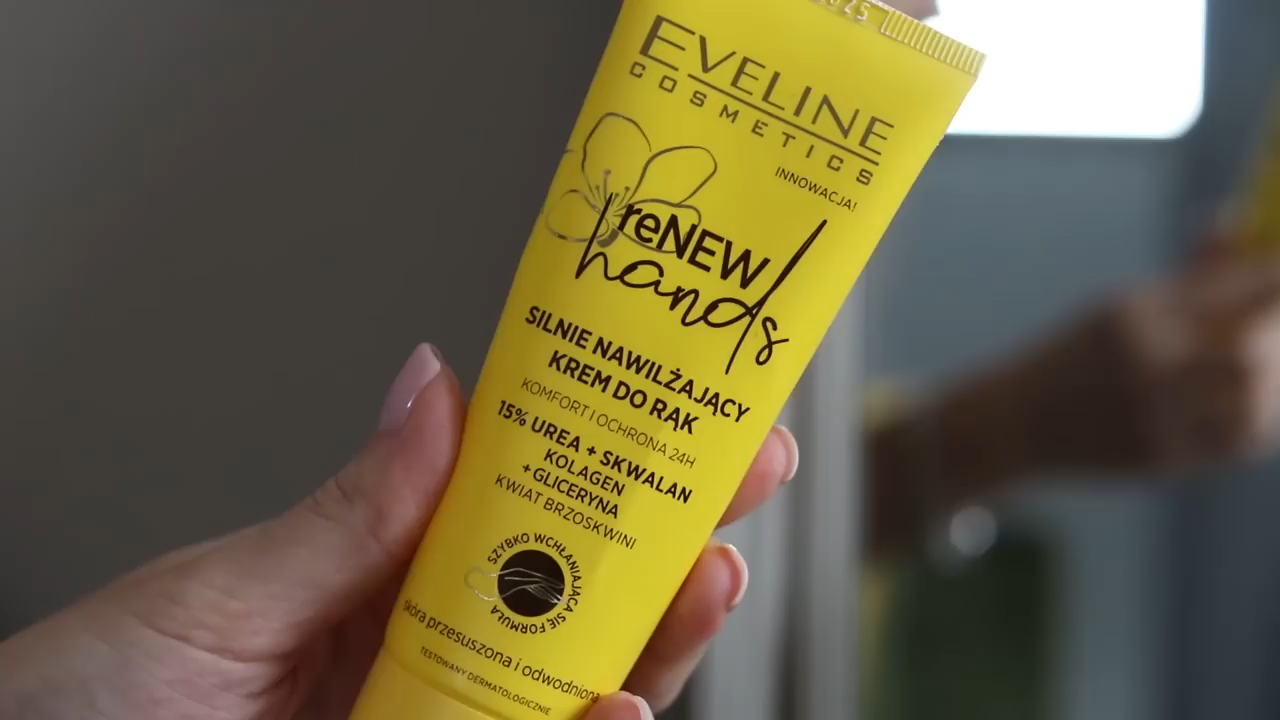 EVELINE
COSMETICS
INNOWACJA!
reNEW
hands
SILNIE NAWILŻAJĄCY
KREM DO RĄK
KOMFORT I OCHRONA 24H
15% UREA + SKWALAN
KOLAGEN
+ GLICERYNA
KWIAT BRZOSKWINI
SZYBKO WCHŁANIAJĄCA SIĘ FORMUŁA
skóra przesuszona i odwodniona
TESTOWANY DERMATOLOGICZNIE